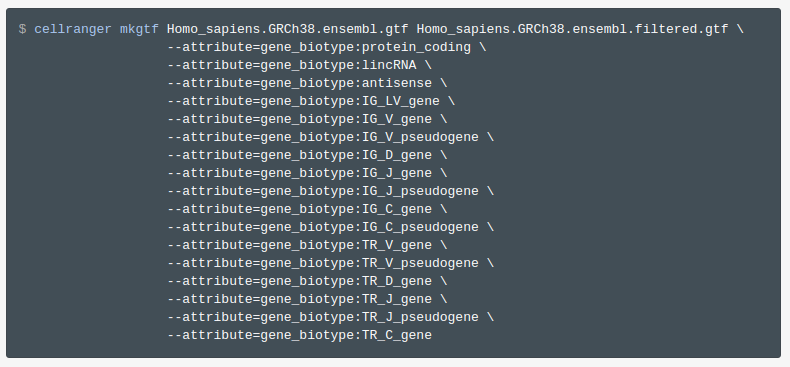 $ cellranger mkgtf Homo_sapiens.GRCh38.ensembl.gtf Homo_sapiens.GRCh38.ensembl.filtered.gtf \
--attribute=gene_biotype:protein_coding \
--attribute=gene_biotype:lincRNA \
--attribute=gene_biotype:antisense \
--attribute=gene_biotype:IG_LV_gene \
--attribute=gene_biotype:IG_V_gene \
--attribute=gene_biotype:IG_V_pseudogene \
--attribute=gene_biotype:IG_D_gene \
--attribute=gene_biotype:IG_J_gene \
--attribute=gene_biotype:IG_J_pseudogene \
--attribute=gene_biotype:IG_C_gene \
--attribute=gene_biotype:IG_C_pseudogene \
--attribute=gene_biotype:TR_V_gene \
--attribute=gene_biotype:TR_V_pseudogene \
--attribute=gene_biotype:TR_D_gene \
--attribute=gene_biotype:TR_J_gene \
--attribute=gene_biotype:TR_J_pseudogene \
--attribute=gene_biotype:TR_C_gene